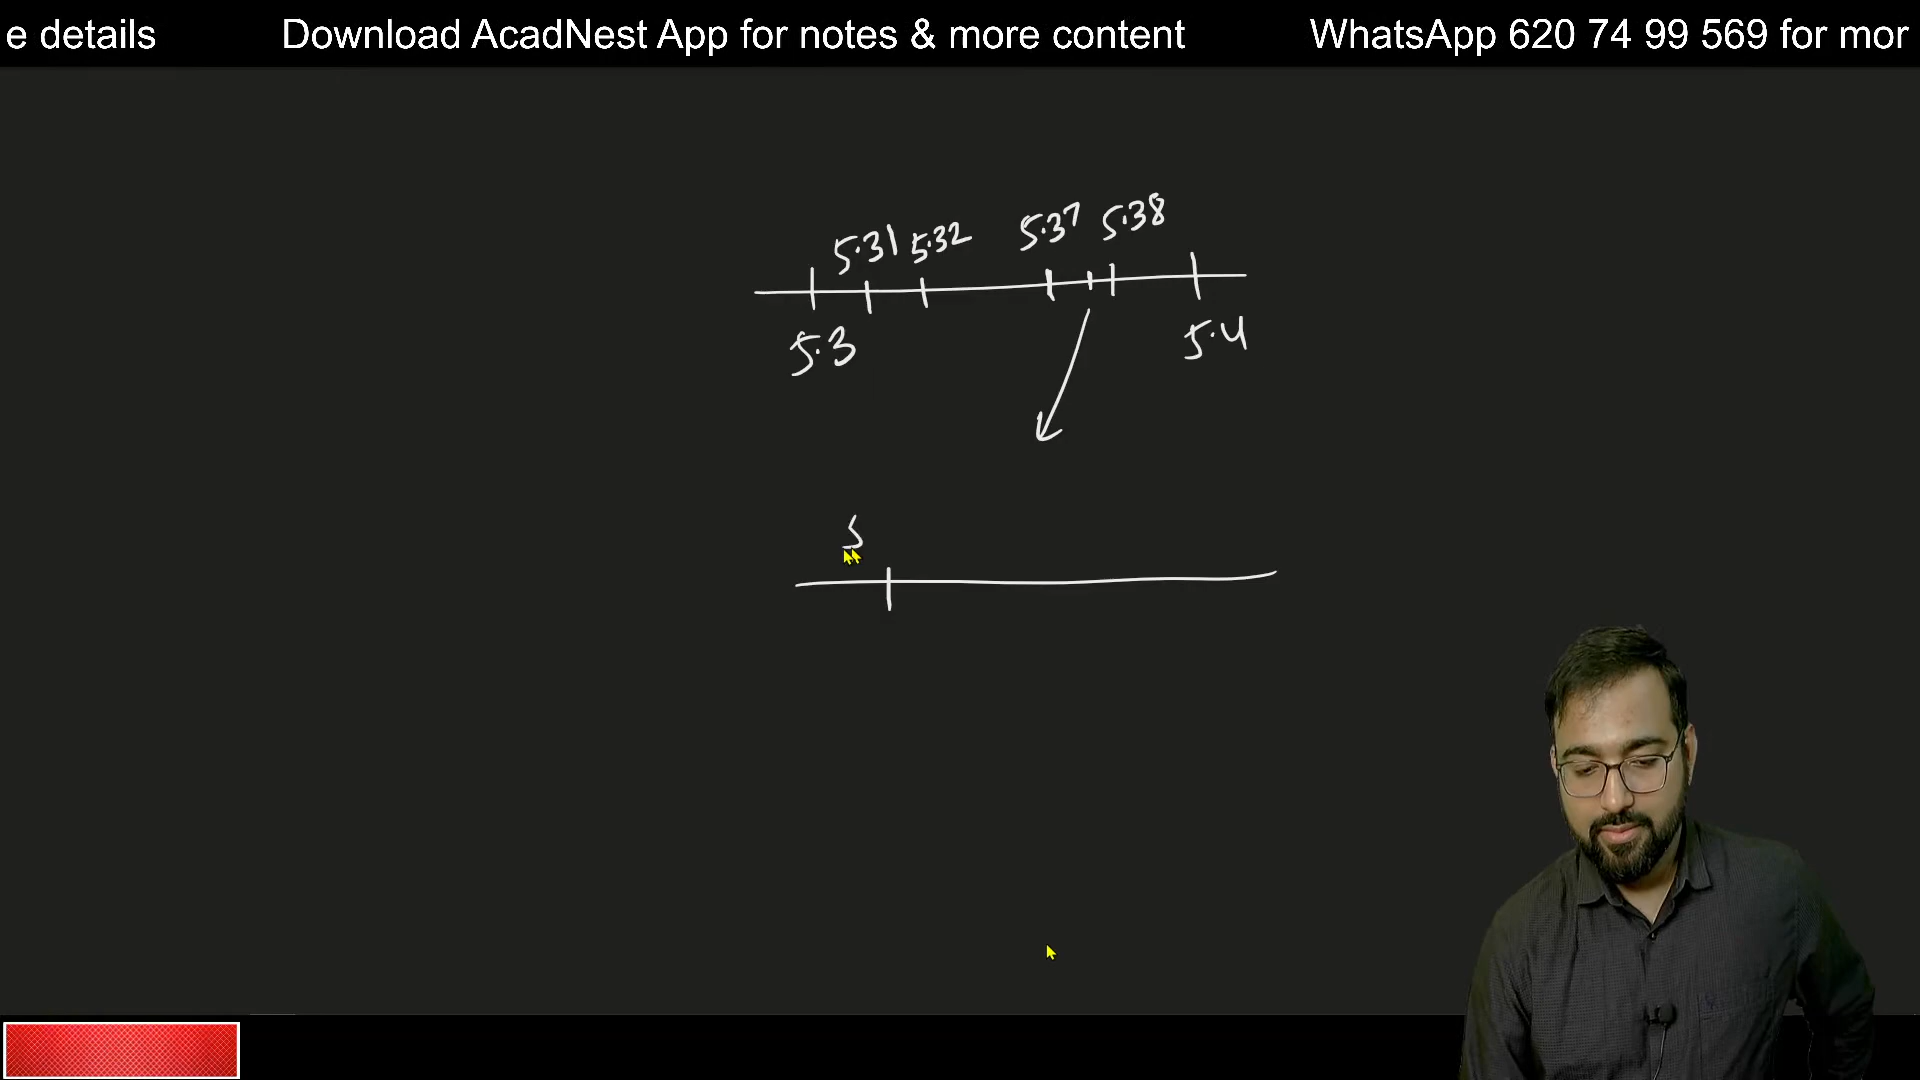 e details Download AcadNest App for notes & more content WhatsApp 620 74 99 569 for mor
5.31 5.32 5.37 5.38
5.3 5.4
5